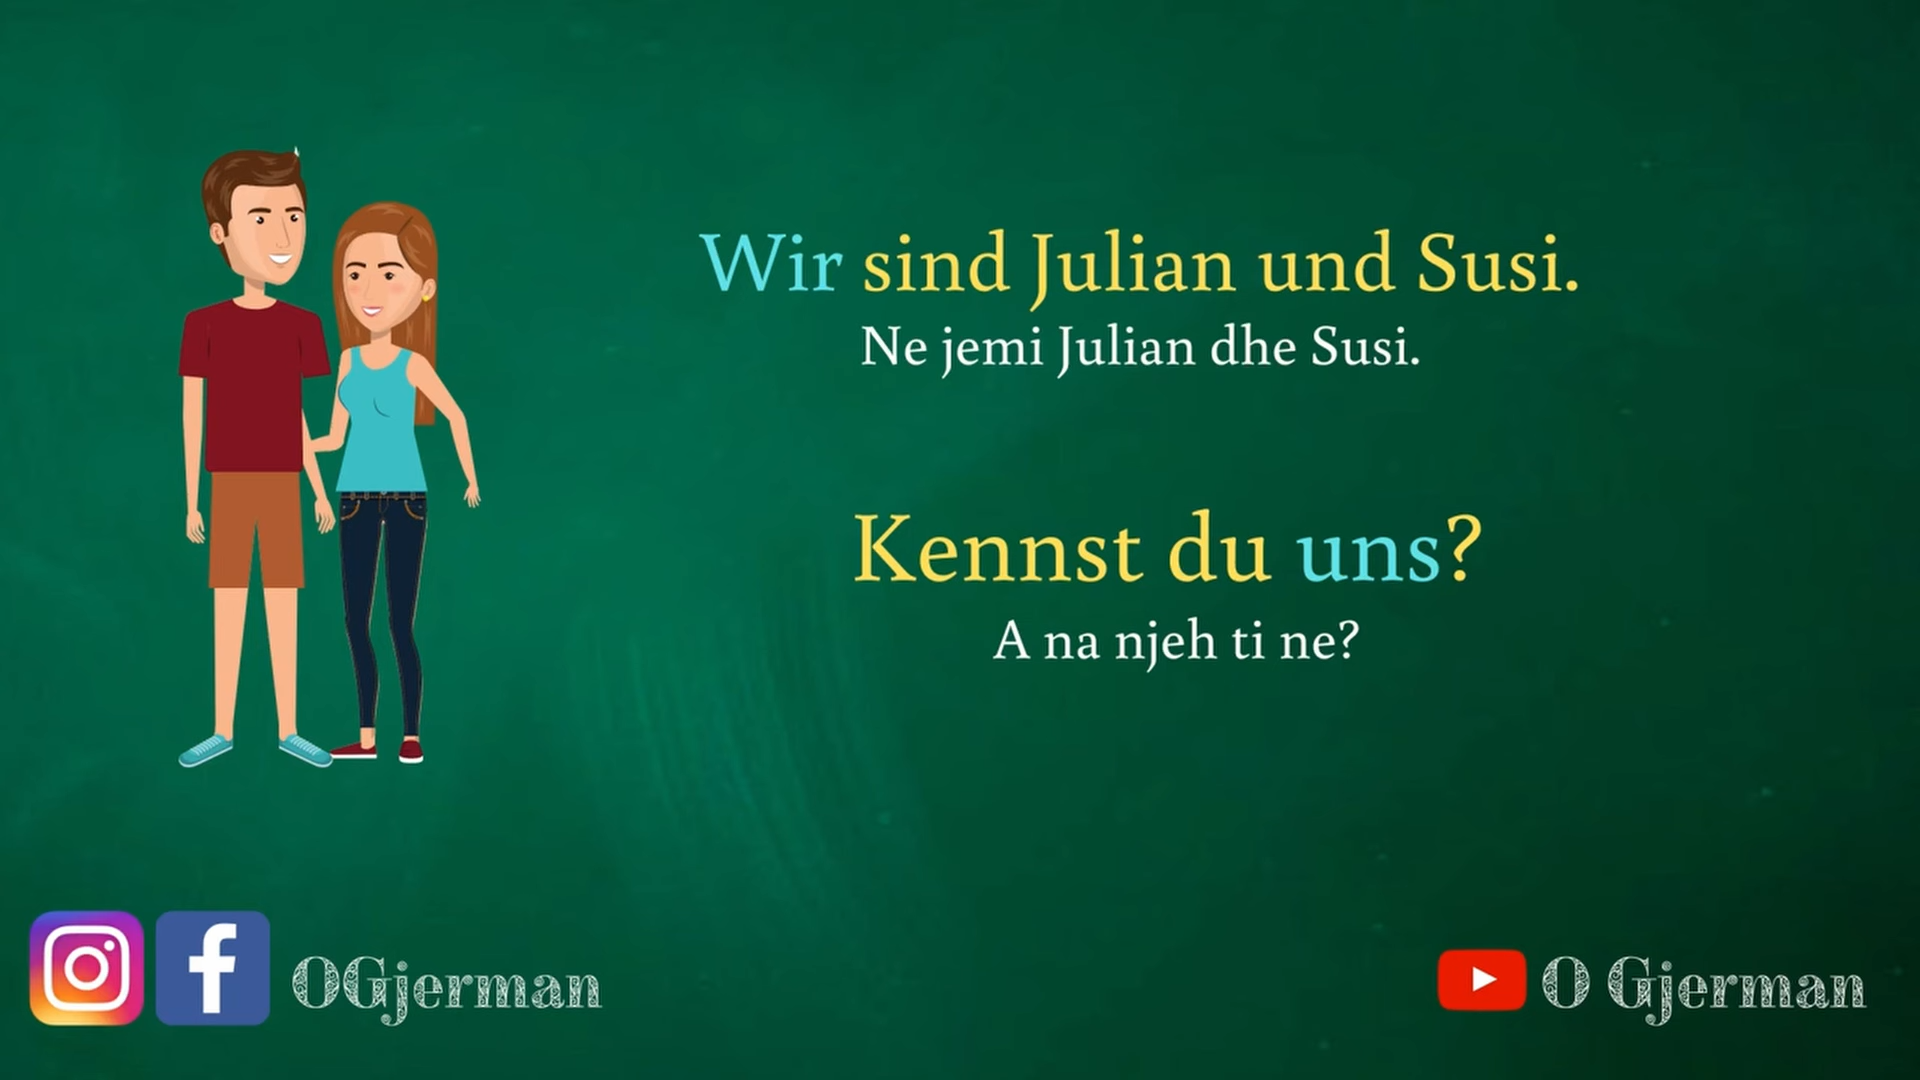 Wir sind Julian und Susi.
Ne jemi Julian dhe Susi.
Kennst du uns?
A na njeh ti ne?
OGjerman
O Gjerman